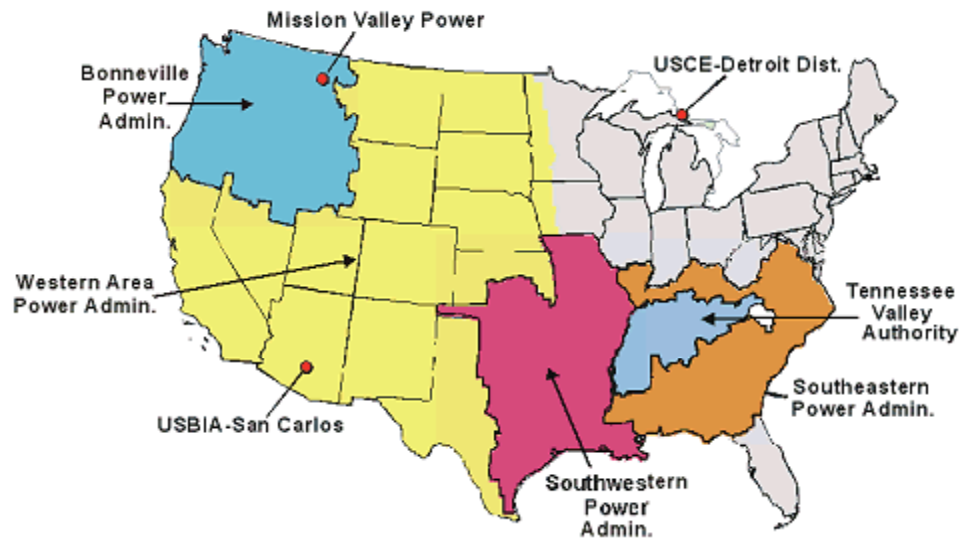 Mission Valley Power
Bonneville
Power
Admin.
USCE-Detroit Dist.
Western Area
Power Admin.
Tennessee
Valley
Authority
Southeastern
Power Admin.
USBIA-San Carlos
Southwestern
Power
Admin.